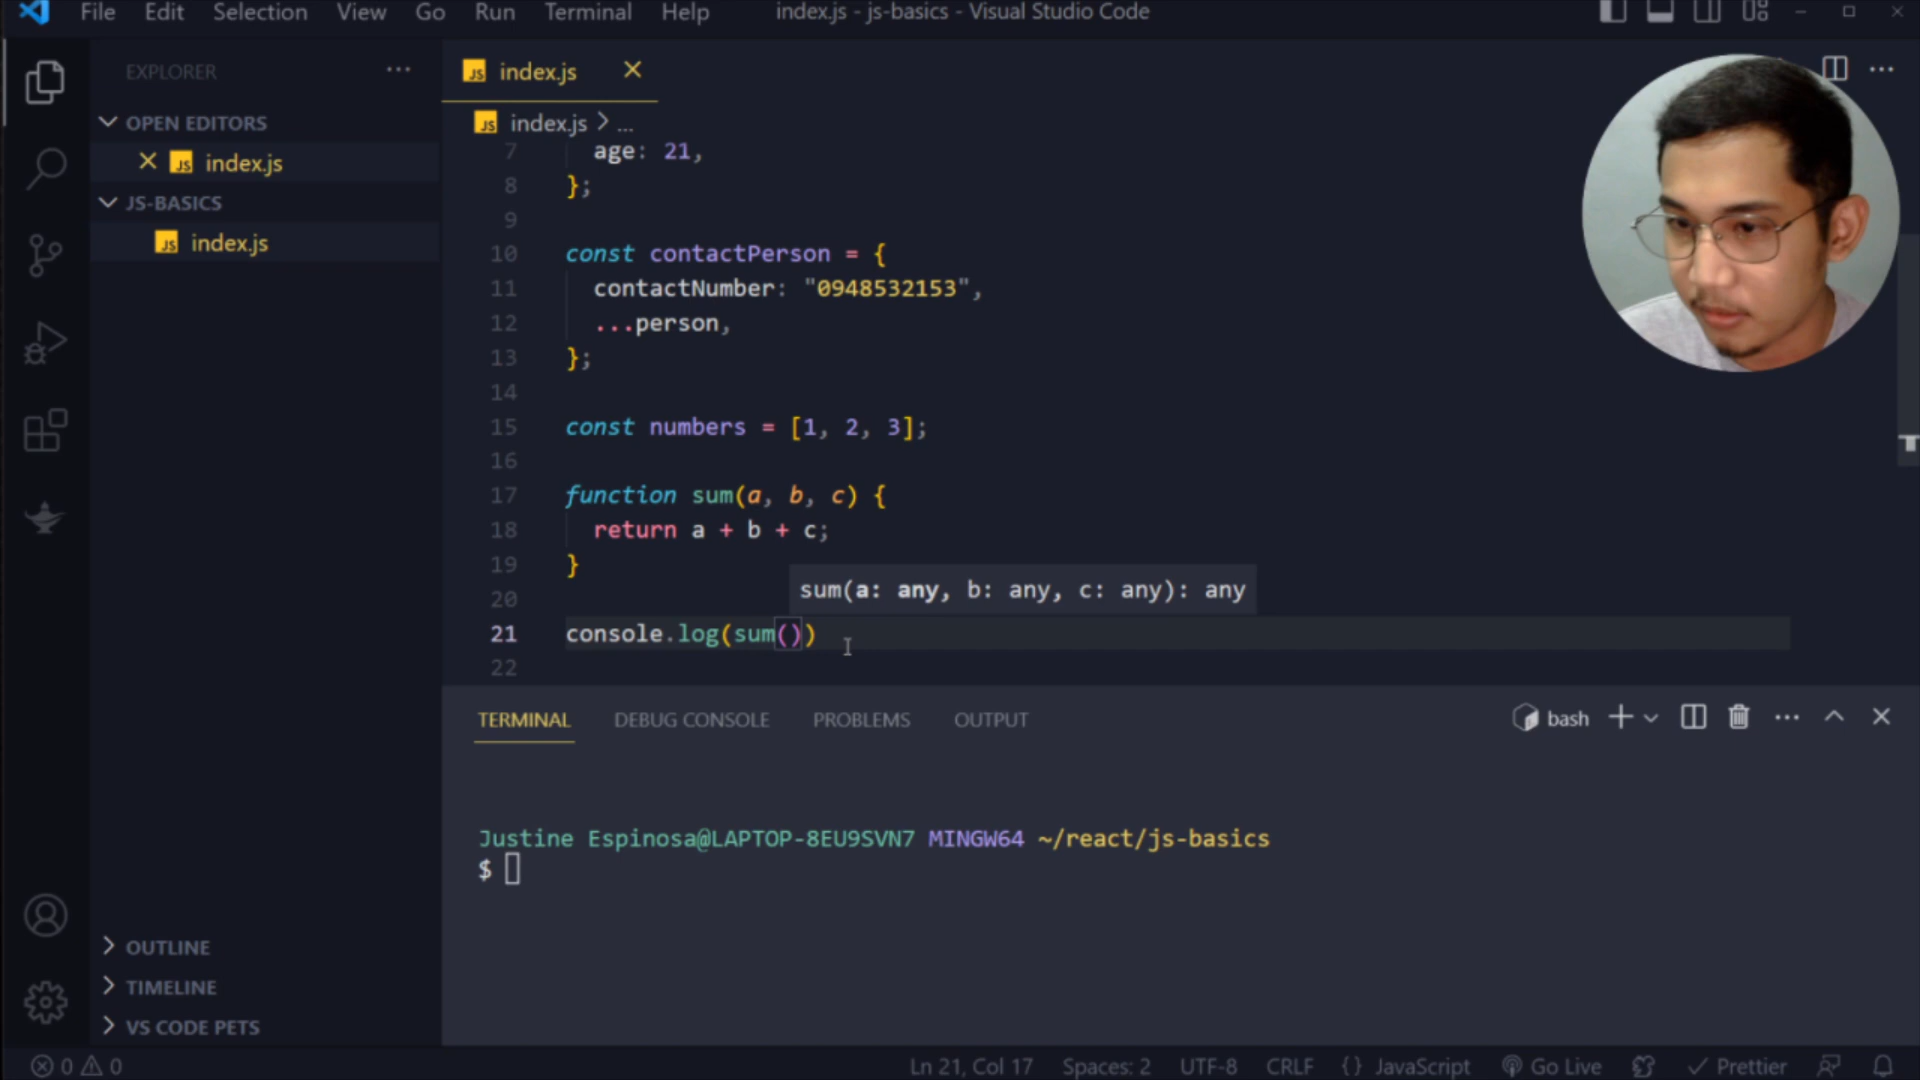 File Edit Selection View Go Run Terminal Help index.js - js-basics - Visual Studio Code
EXPLORER ···
JS index.js
OPEN EDITORS
JS index.js > ...
JS index.js
JS-BASICS
JS index.js
7 age: 21,
8 };
9
10 const contactPerson = {
11 contactNumber: "0948532153",
12 ...person,
13 };
14
15 const numbers = [1, 2, 3];
16
17 function sum(a, b, c) {
18 return a + b + c;
19 }
sum(a: any, b: any, c: any): any
20
21 console.log(sum())
22
TERMINAL DEBUG CONSOLE PROBLEMS OUTPUT bash
Justine Espinosa@LAPTOP-8EU9SVN7 MINGW64 ~/react/js-basics
$
OUTLINE
TIMELINE
VS CODE PETS
0 0 Ln 21, Col 17 Spaces: 2 UTF-8 CRLF {} JavaScript Go Live Prettier